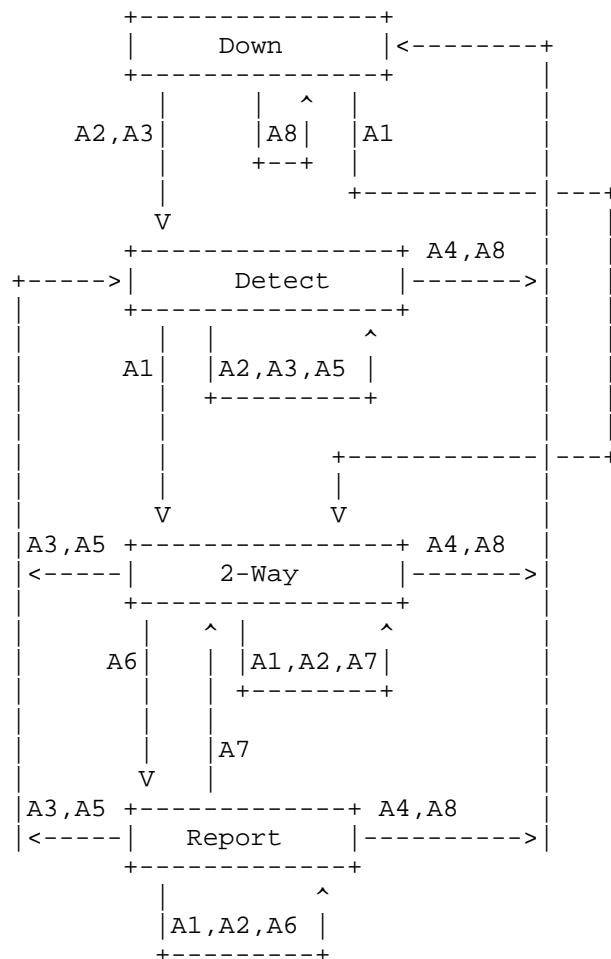 Down
A2,A3 A8 A1
Detect A4,A8
A1 A2,A3,A5
A3,A5 A4,A8
2-Way
A6 A1,A2,A7
A7
A3,A5 A4,A8
Report
A1,A2,A6